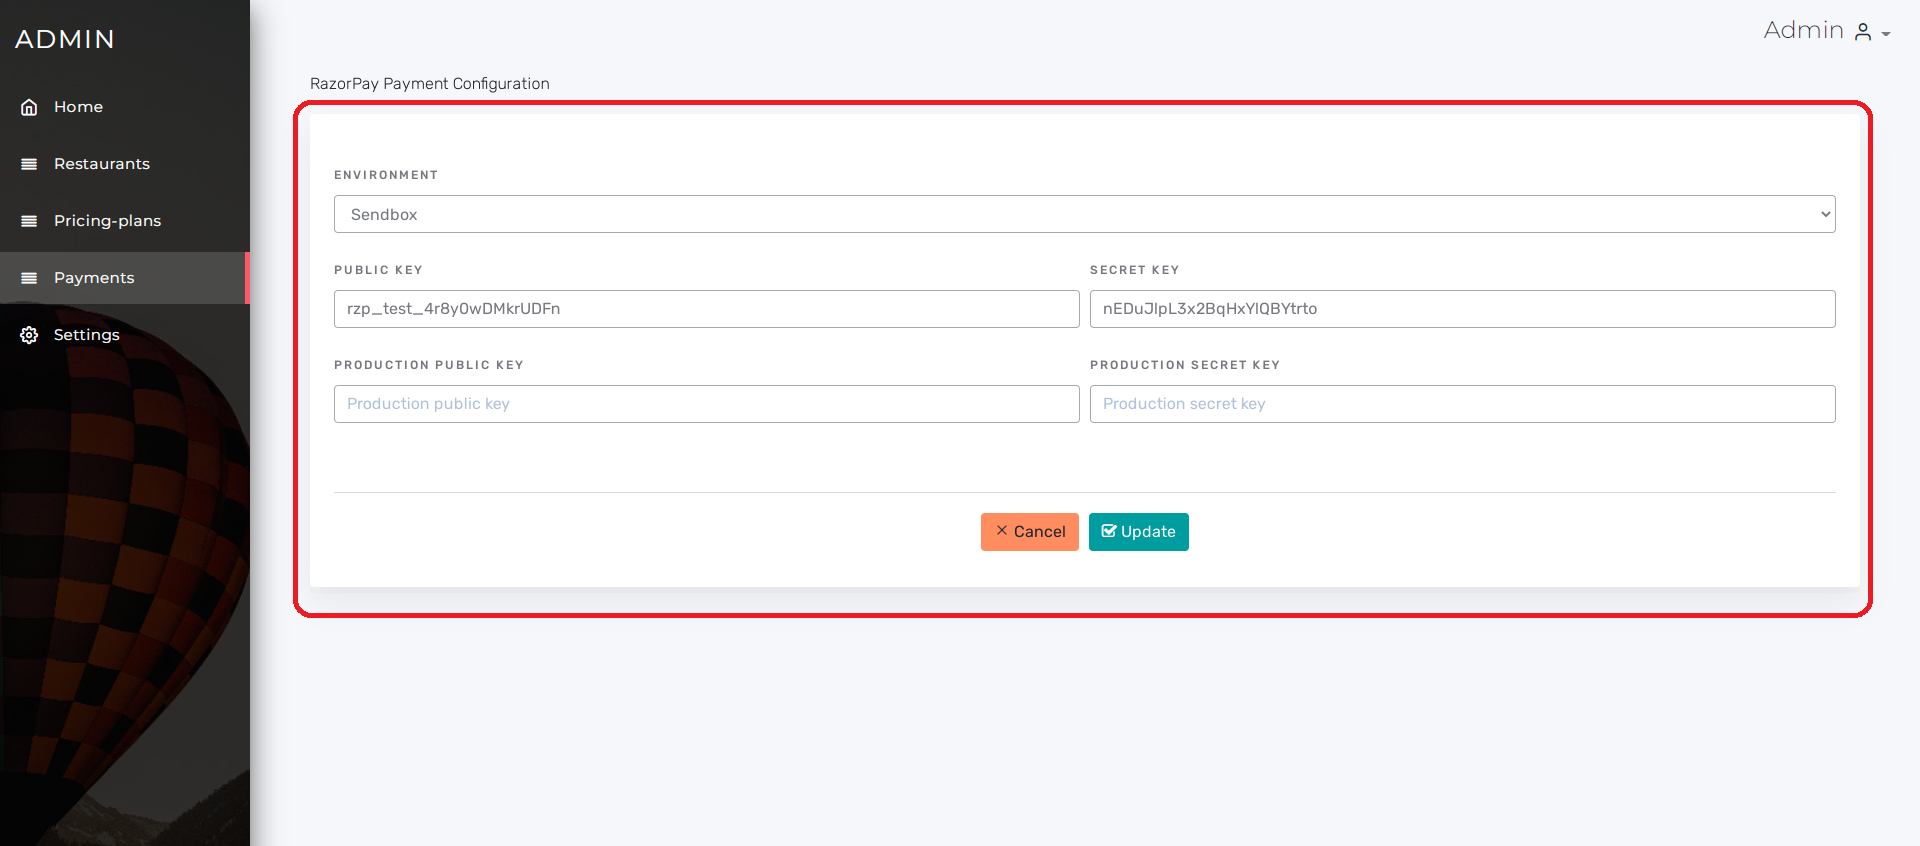 ADMIN
Admin
Home
Restaurants
Pricing-plans
Payments
Settings
RazorPay Payment Configuration
ENVIRONMENT
Sendbox
PUBLIC KEY
SECRET KEY
rzp_test_4r8y0wDMkrUDFn
nEDuJlpL3x2BqHxYlQBYtrto
PRODUCTION PUBLIC KEY
PRODUCTION SECRET KEY
Production public key
Production secret key
Cancel
Update